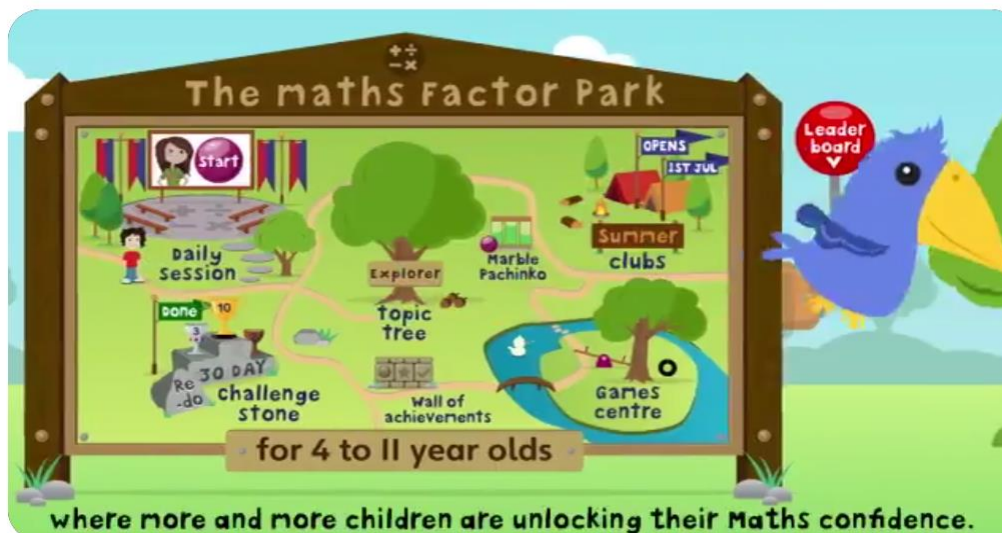 + ÷
− ×
The maths Factor Park
Leader
board
Start
OPENS
1ST JUL
Daily
session
Explorer
topic
tree
Marble
Pachinko
Summer
clubs
Done
10
3
30 DAY
Re
-do
challenge
stone
Wall of
achievements
Games
centre
for 4 to 11 year olds
where more and more children are unlocking their Maths confidence.